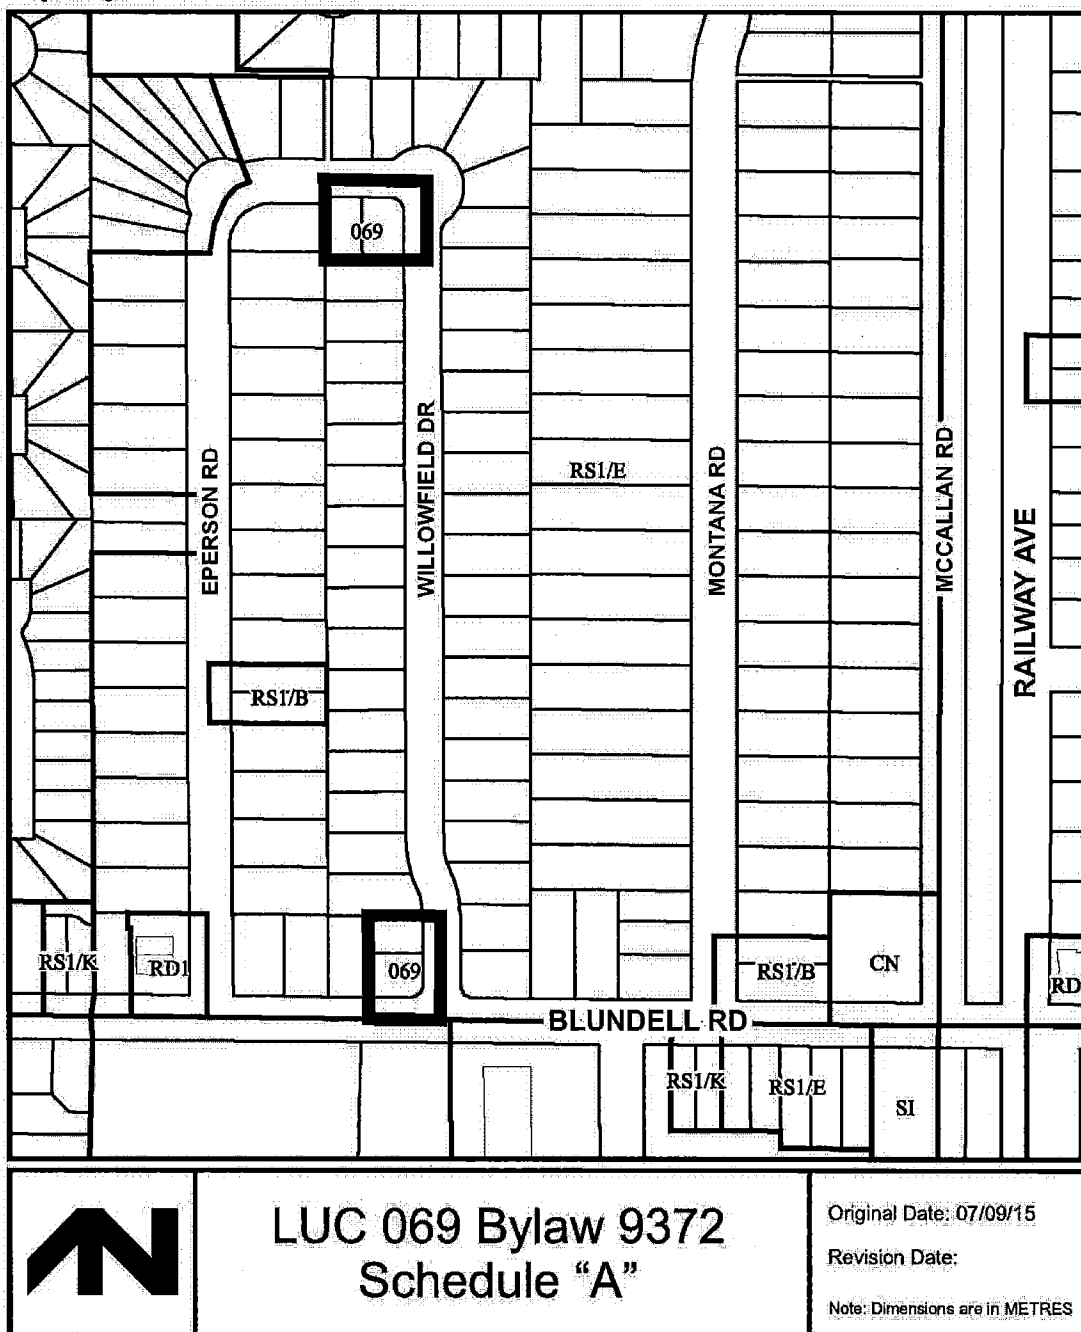 069
EPERSON RD
WILLOWFIELD DR
RS1/E
MONTANA RD
MCCALLAN RD
RAILWAY AVE
RS1/B
RS1/K
RD1
069
RS1/B
CN
RD
BLUNDELL RD
RS1/K
RS1/E
SI
LUC 069 Bylaw 9372
Schedule “A”
Original Date: 07/09/15
Revision Date:
Note: Dimensions are in METRES
N